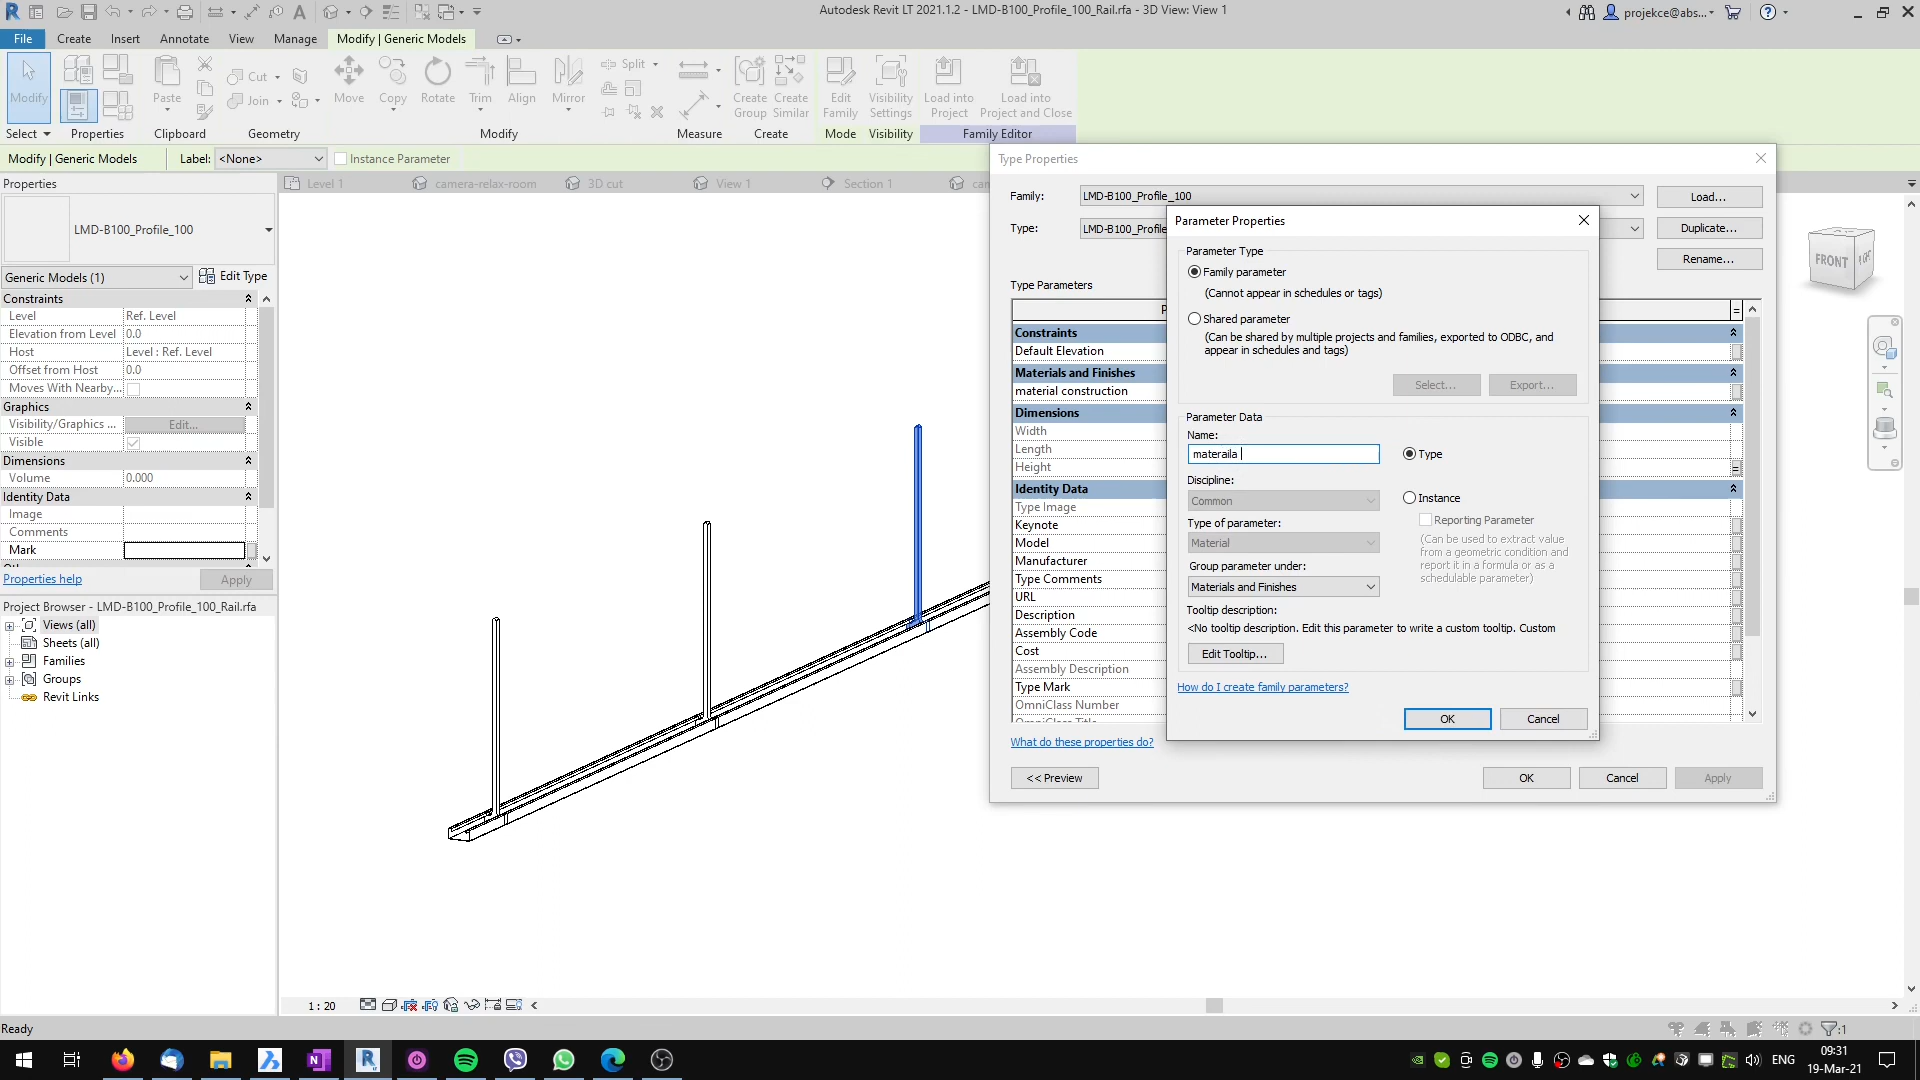 Autodesk Revit LT 2021.1.2 - LMD-B100_Profile_100_Rail.rfa - 3D View: View 1
projekce@abs...
File
Create
Insert
Annotate
View
Manage
Modify | Generic Models
Modify
Paste
Cut
Join
Move
Copy
Rotate
Trim
Align
Mirror
Split
Create Group
Create Similar
Edit Family
Visibility Settings
Load into Project
Load into Project and Close
Select
Properties
Clipboard
Geometry
Modify
Measure
Create
Mode
Visibility
Family Editor
Modify | Generic Models
Label:
<None>
Instance Parameter
Properties
Level 1
camera-relax-room
3D cut
View 1
Section 1
LMD-B100_Profile_100
Generic Models (1)
Edit Type
Constraints
Level
Ref. Level
Elevation from Level
0.0
Host
Level : Ref. Level
Offset from Host
0.0
Moves With Nearby...
Graphics
Visibility/Graphics ...
Edit...
Visible
Dimensions
Volume
0.000
Identity Data
Image
Comments
Mark
Properties help
Apply
Project Browser - LMD-B100_Profile_100_Rail.rfa
Views (all)
Sheets (all)
Families
Groups
Revit Links
Type Properties
Family:
LMD-B100_Profile_100
Load...
Type:
LMD-B100_Profile
Duplicate...
Rename...
Type Parameters
P
=
Constraints
Default Elevation
Materials and Finishes
material construction
Dimensions
Width
Length
Height
=
Identity Data
Type Image
Keynote
Model
Manufacturer
Type Comments
URL
Description
Assembly Code
Cost
Assembly Description
Type Mark
OmniClass Number
OmniClass Title
What do these properties do?
<< Preview
OK
Cancel
Apply
Parameter Properties
Parameter Type
Family parameter
(Cannot appear in schedules or tags)
Shared parameter
(Can be shared by multiple projects and families, exported to ODBC, and
appear in schedules and tags)
Select...
Export...
Parameter Data
Name:
materaila
Type
Discipline:
Common
Instance
Reporting Parameter
Type of parameter:
Material
(Can be used to extract value
from a geometric condition and
report it in a formula or as a
schedulable parameter)
Group parameter under:
Materials and Finishes
Tooltip description:
<No tooltip description. Edit this parameter to write a custom tooltip. Custom
Edit Tooltip...
How do I create family parameters?
OK
Cancel
FRONT
1 : 20
Ready
:1
ENG
09:31
19-Mar-21